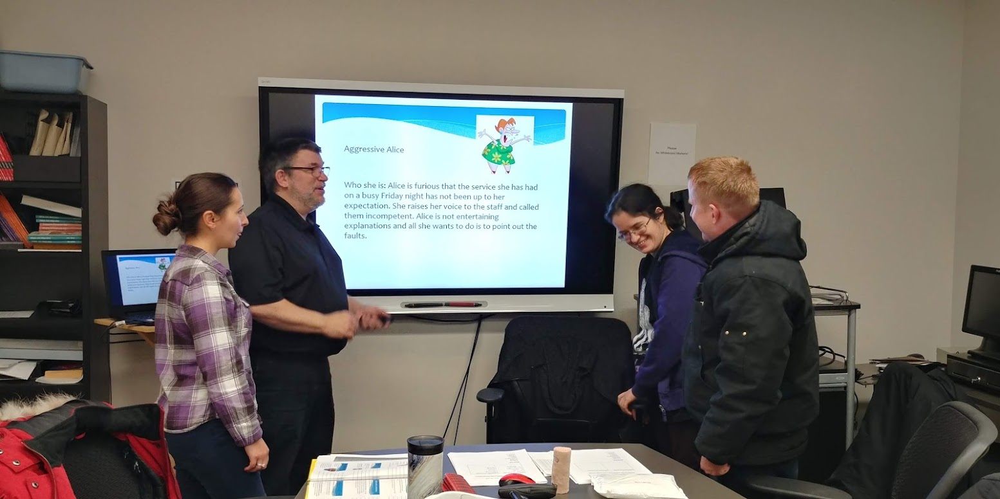 Aggressive Alice
Who she is: Alice is furious that the service she has had
on a busy Friday night has not been up to her
expectation. She raises her voice to the staff and called
them incompetent. Alice is not entertaining
explanations and all she wants to do is to point out the
faults.
Please
No Whiteboard Markers!